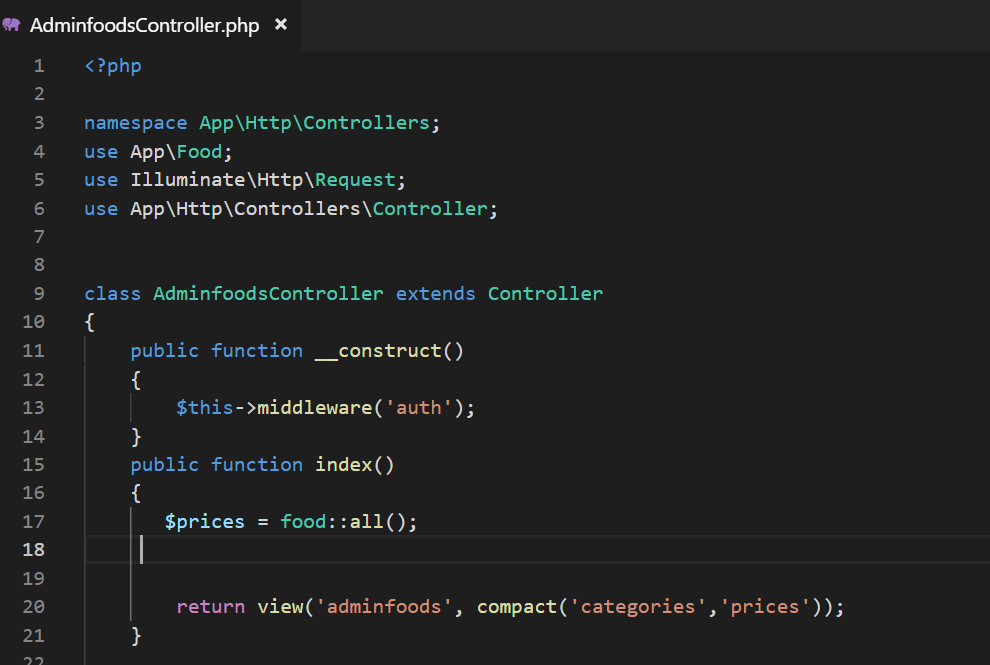 AdminfoodsController.php ×
1 <?php
2
3 namespace App\Http\Controllers;
4 use App\Food;
5 use Illuminate\Http\Request;
6 use App\Http\Controllers\Controller;
7
8
9 class AdminfoodsController extends Controller
10 {
11 public function __construct()
12 {
13 $this->middleware('auth');
14 }
15 public function index()
16 {
17 $prices = food::all();
18
19
20 return view('adminfoods', compact('categories','prices'));
21 }
22